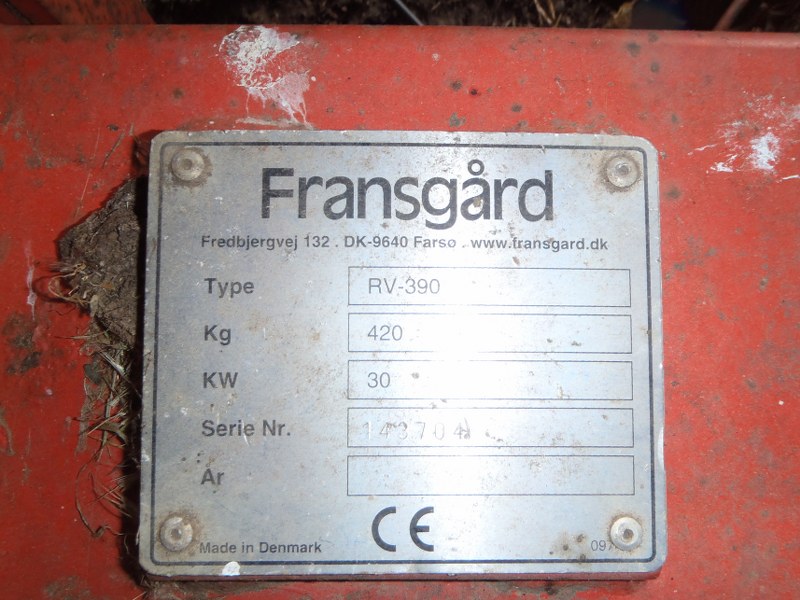 Fransgård
Fredbjergvej 132 . DK-9640 Farsø . www.fransgard.dk
Type RV-390
Kg 420
KW 30
Serie Nr. 143704
Ar
CE
Made in Denmark